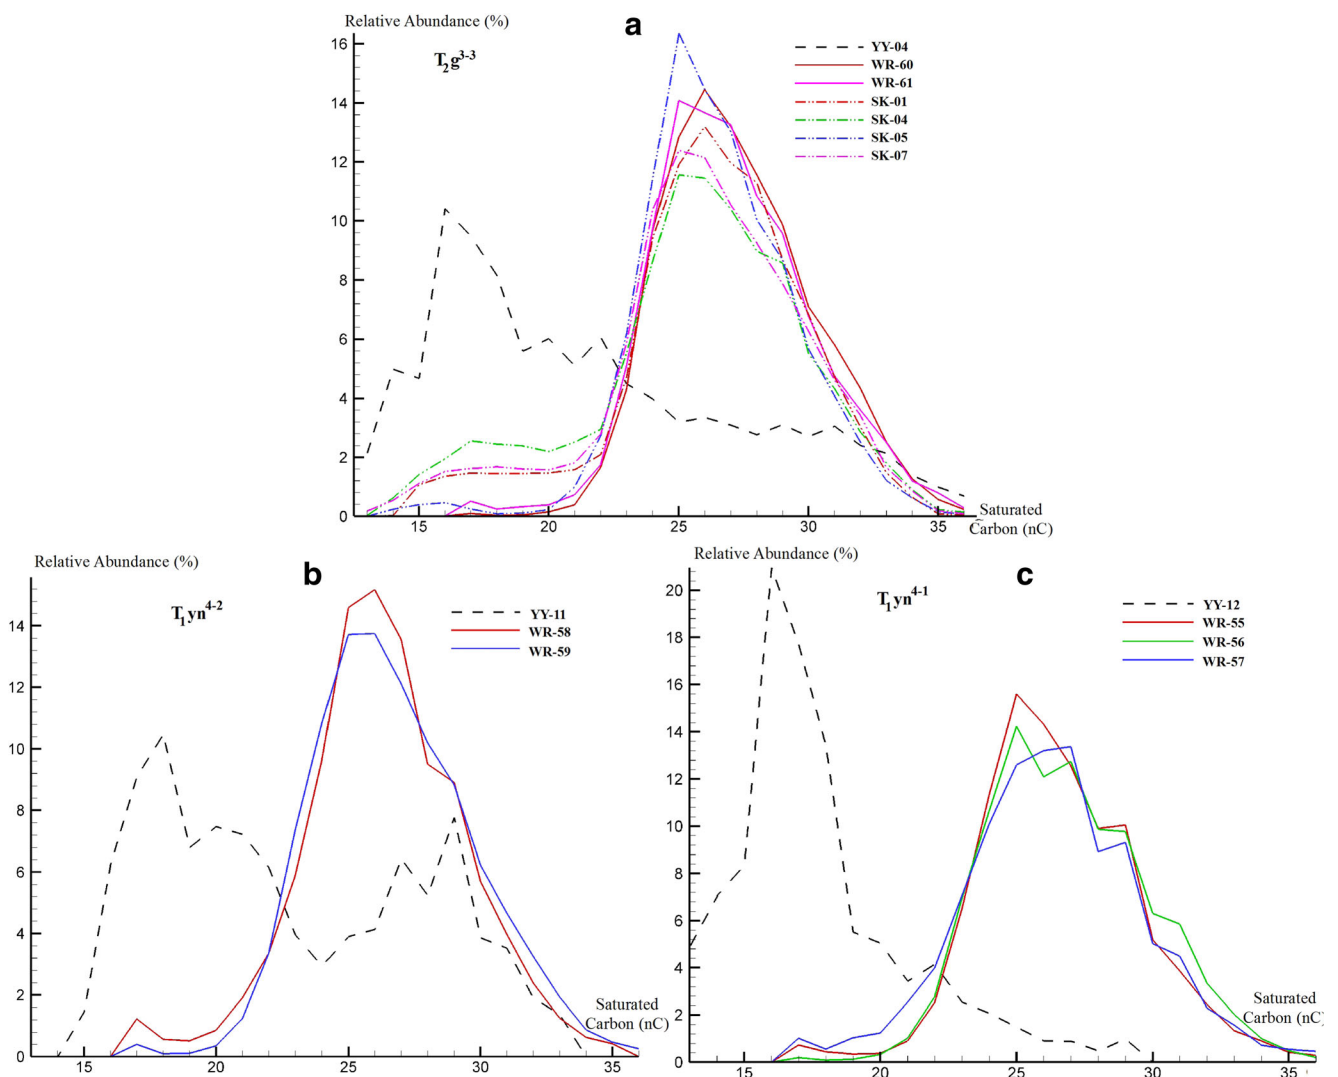 Relative Abundance (%)
a
T₂g³⁻³
YY-04
WR-60
WR-61
SK-01
SK-04
SK-05
SK-07
16
14
12
10
8
6
4
2
0
15
20
25
30
35
Saturated
Carbon (nC)
Relative Abundance (%)
b
T₁yn⁴⁻²
YY-11
WR-58
WR-59
14
12
10
8
6
4
2
0
15
20
25
30
35
Saturated
Carbon (nC)
Relative Abundance (%)
c
T₁yn⁴⁻¹
YY-12
WR-55
WR-56
WR-57
20
18
16
14
12
10
8
6
4
2
0
15
20
25
30
35
Saturated
Carbon (nC)